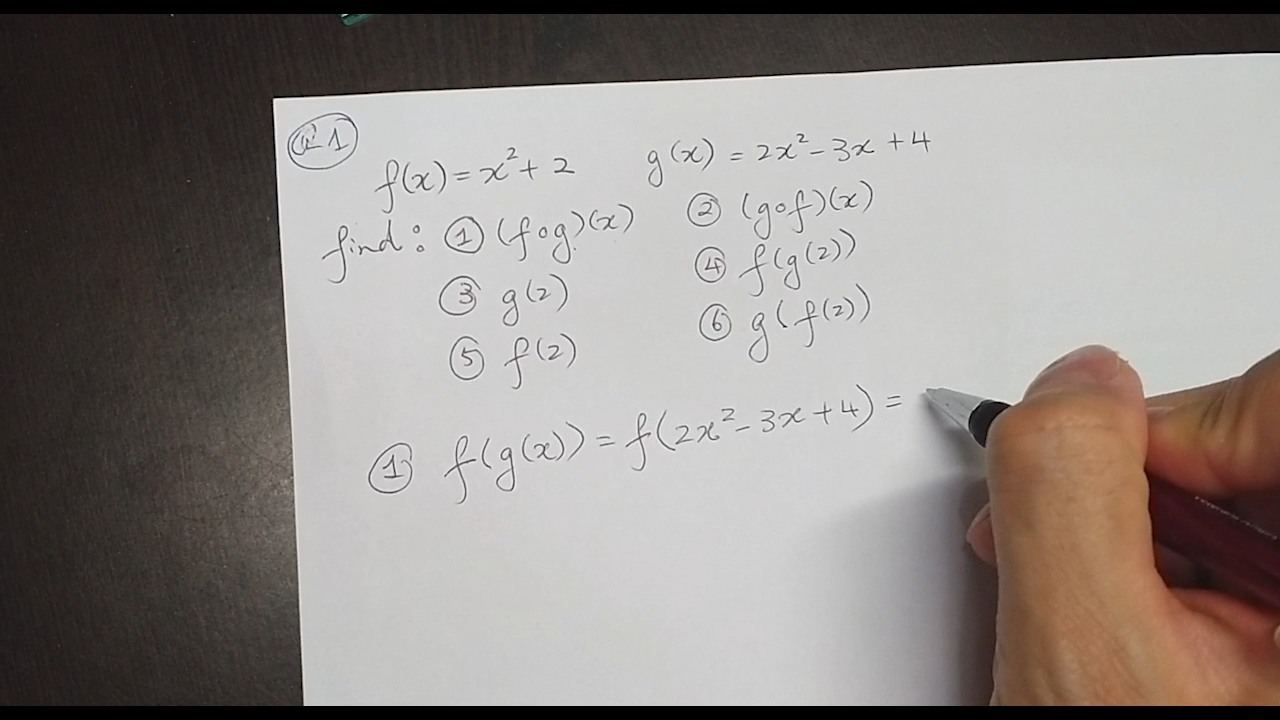 Q1
f(x) = x² + 2 g(x) = 2x² - 3x + 4
find: ① (f∘g)(x) ② (g∘f)(x)
③ g(2) ④ f(g(2))
⑤ f(2) ⑥ g(f(2))
① f(g(x)) = f(2x² - 3x + 4) =